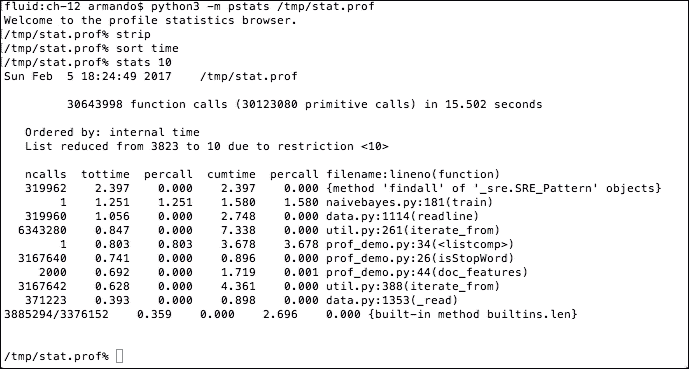 fluid:ch-12 armando$ python3 -m pstats /tmp/stat.prof
Welcome to the profile statistics browser.
/tmp/stat.prof% strip
/tmp/stat.prof% sort time
/tmp/stat.prof% stats 10
Sun Feb  5 18:24:49 2017    /tmp/stat.prof

         30643998 function calls (30123080 primitive calls) in 15.502 seconds

   Ordered by: internal time
   List reduced from 3823 to 10 due to restriction <10>

   ncalls  tottime  percall  cumtime  percall filename:lineno(function)
   319962    2.397    0.000    2.397    0.000 {method 'findall' of '_sre.SRE_Pattern' objects}
        1    1.251    1.251    1.580    1.580 naivebayes.py:181(train)
   319960    1.056    0.000    2.748    0.000 data.py:1114(readline)
  6343280    0.847    0.000    7.338    0.000 util.py:261(iterate_from)
        1    0.803    0.803    3.678    3.678 prof_demo.py:34(<listcomp>)
  3167640    0.741    0.000    0.896    0.000 prof_demo.py:26(isStopWord)
     2000    0.692    0.000    1.719    0.001 prof_demo.py:44(doc_features)
  3167642    0.628    0.000    4.361    0.000 util.py:388(iterate_from)
   371223    0.393    0.000    0.898    0.000 data.py:1353(_read)
3885294/3376152    0.359    0.000    2.696    0.000 {built-in method builtins.len}

/tmp/stat.prof%